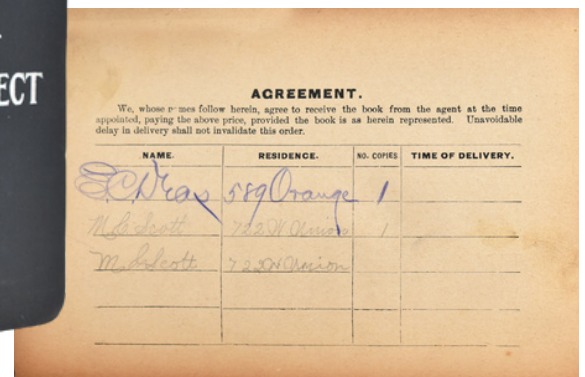 ECT
AGREEMENT.
We, whose names follow herein, agree to receive the book from the agent at the time
appointed, paying the above price, provided the book is as herein represented. Unavoidable
delay in delivery shall not invalidate this order.
NAME. RESIDENCE. NO. COPIES TIME OF DELIVERY.
589 Orange 1
Scott 722 N Union 1
Scott 722 N Union